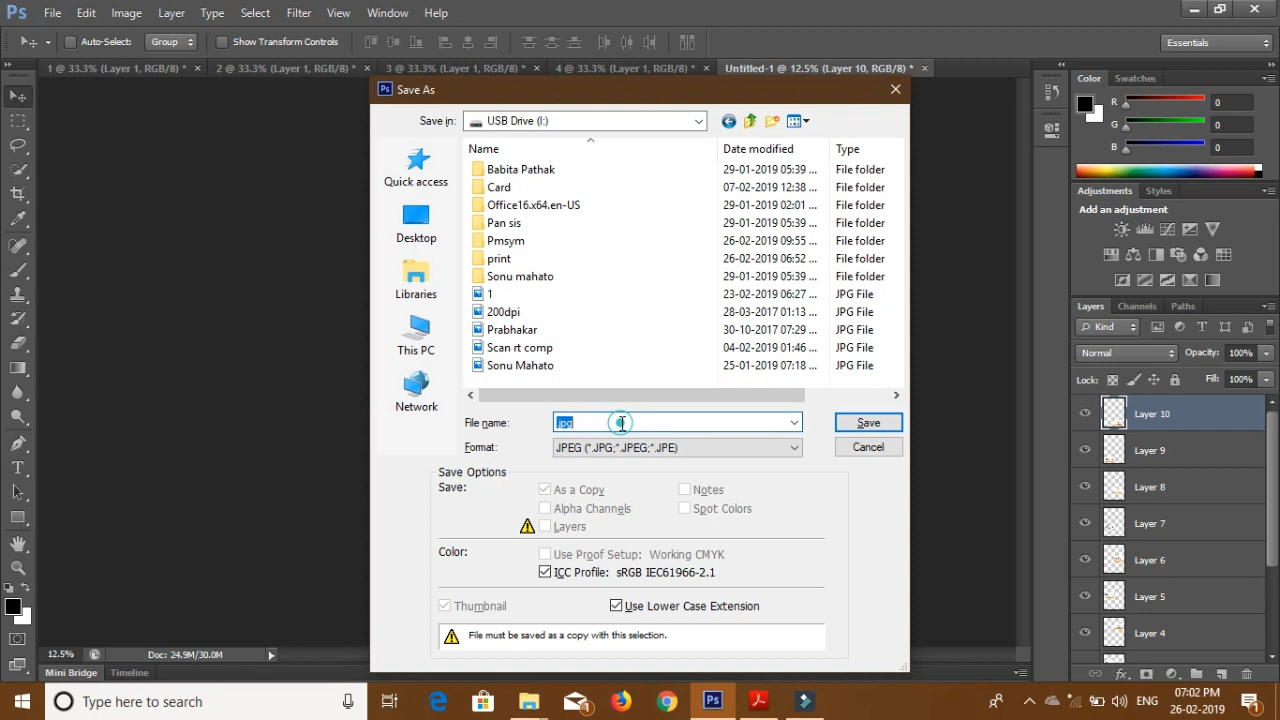 Ps File Edit Image Layer Type Select Filter View Window Help
Auto-Select: Group Show Transform Controls Essentials
1 @ 33.3% (Layer 1, RGB/8) * × 2 @ 33.3% (Layer 1, RGB/8) * × 3 @ 33.3% (Layer 1, RGB/8) * × 4 @ 33.3% (Layer 1, RGB/8) * × Untitled-1 @ 12.5% (Layer 10, RGB/8) * ×
Ps Save As
Save in: USB Drive (I:)
Name Date modified Type
Babita Pathak 29-01-2019 05:39 ... File folder
Card 07-02-2019 12:38 ... File folder
Office16.x64.en-US 29-01-2019 02:01 ... File folder
Pan sis 29-01-2019 05:39 ... File folder
Pmsym 26-02-2019 09:55 ... File folder
print 26-02-2019 06:52 ... File folder
Sonu mahato 29-01-2019 05:39 ... File folder
1 23-02-2019 06:27 ... JPG File
200dpi 28-03-2017 01:13 ... JPG File
Prabhakar 30-10-2017 07:29 ... JPG File
Scan rt comp 04-02-2019 01:46 ... JPG File
Sonu Mahato 25-01-2019 07:18 ... JPG File
Quick access
Desktop
Libraries
This PC
Network
File name: .jpg Save
Format: JPEG (*.JPG;*.JPEG;*.JPE) Cancel
Save Options
Save: As a Copy Notes
Alpha Channels Spot Colors
Layers
Color: Use Proof Setup: Working CMYK
ICC Profile: sRGB IEC61966-2.1
Thumbnail Use Lower Case Extension
File must be saved as a copy with this selection.
Color Swatches
R 0
G 0
B 0
Adjustments Styles
Add an adjustment
Layers Channels Paths
Kind
Normal Opacity: 100%
Lock: Fill: 100%
Layer 10
Layer 9
Layer 8
Layer 7
Layer 6
Layer 5
Layer 4
12.5% Doc: 24.9M/30.0M
Mini Bridge Timeline
Type here to search
1
Ps
ENG
07:02 PM
26-02-2019
1